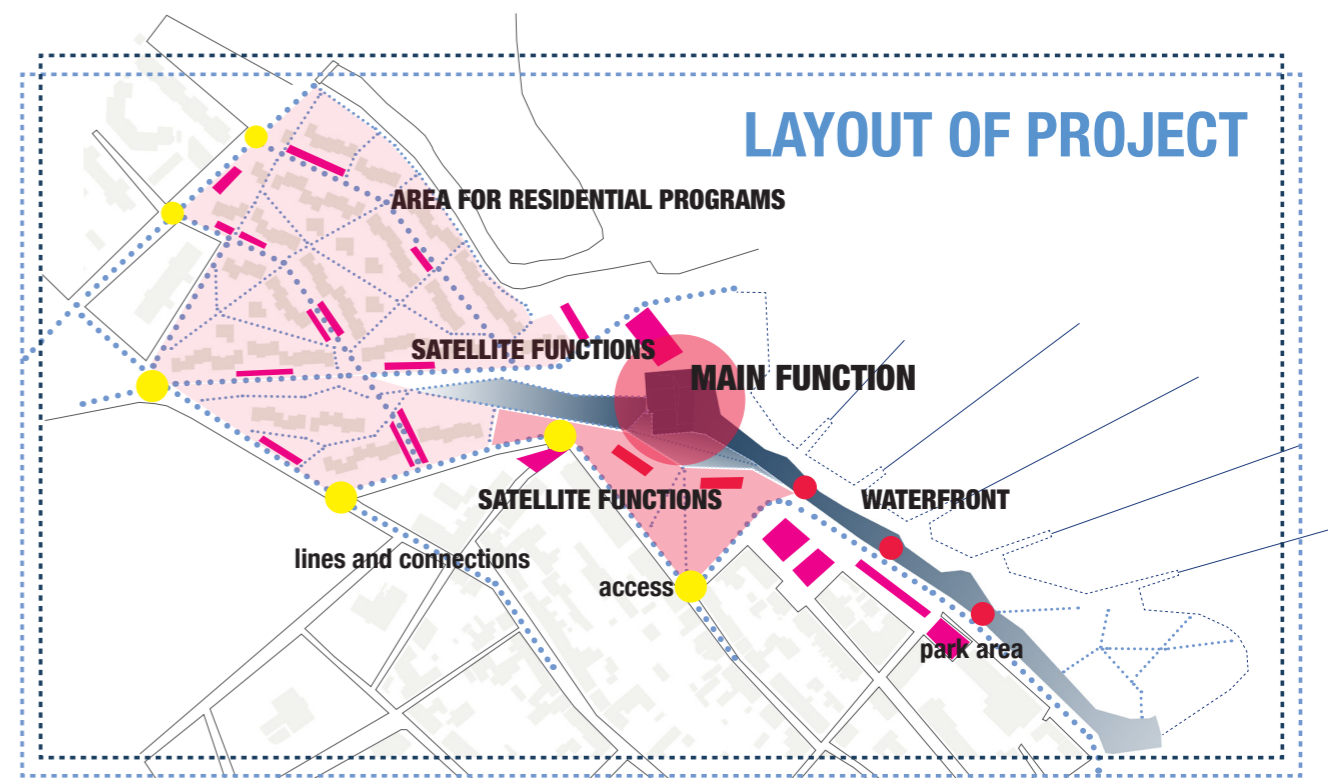 LAYOUT OF PROJECT
AREA FOR RESIDENTIAL PROGRAMS
SATELLITE FUNCTIONS
MAIN FUNCTION
SATELLITE FUNCTIONS
WATERFRONT
lines and connections
access
park area